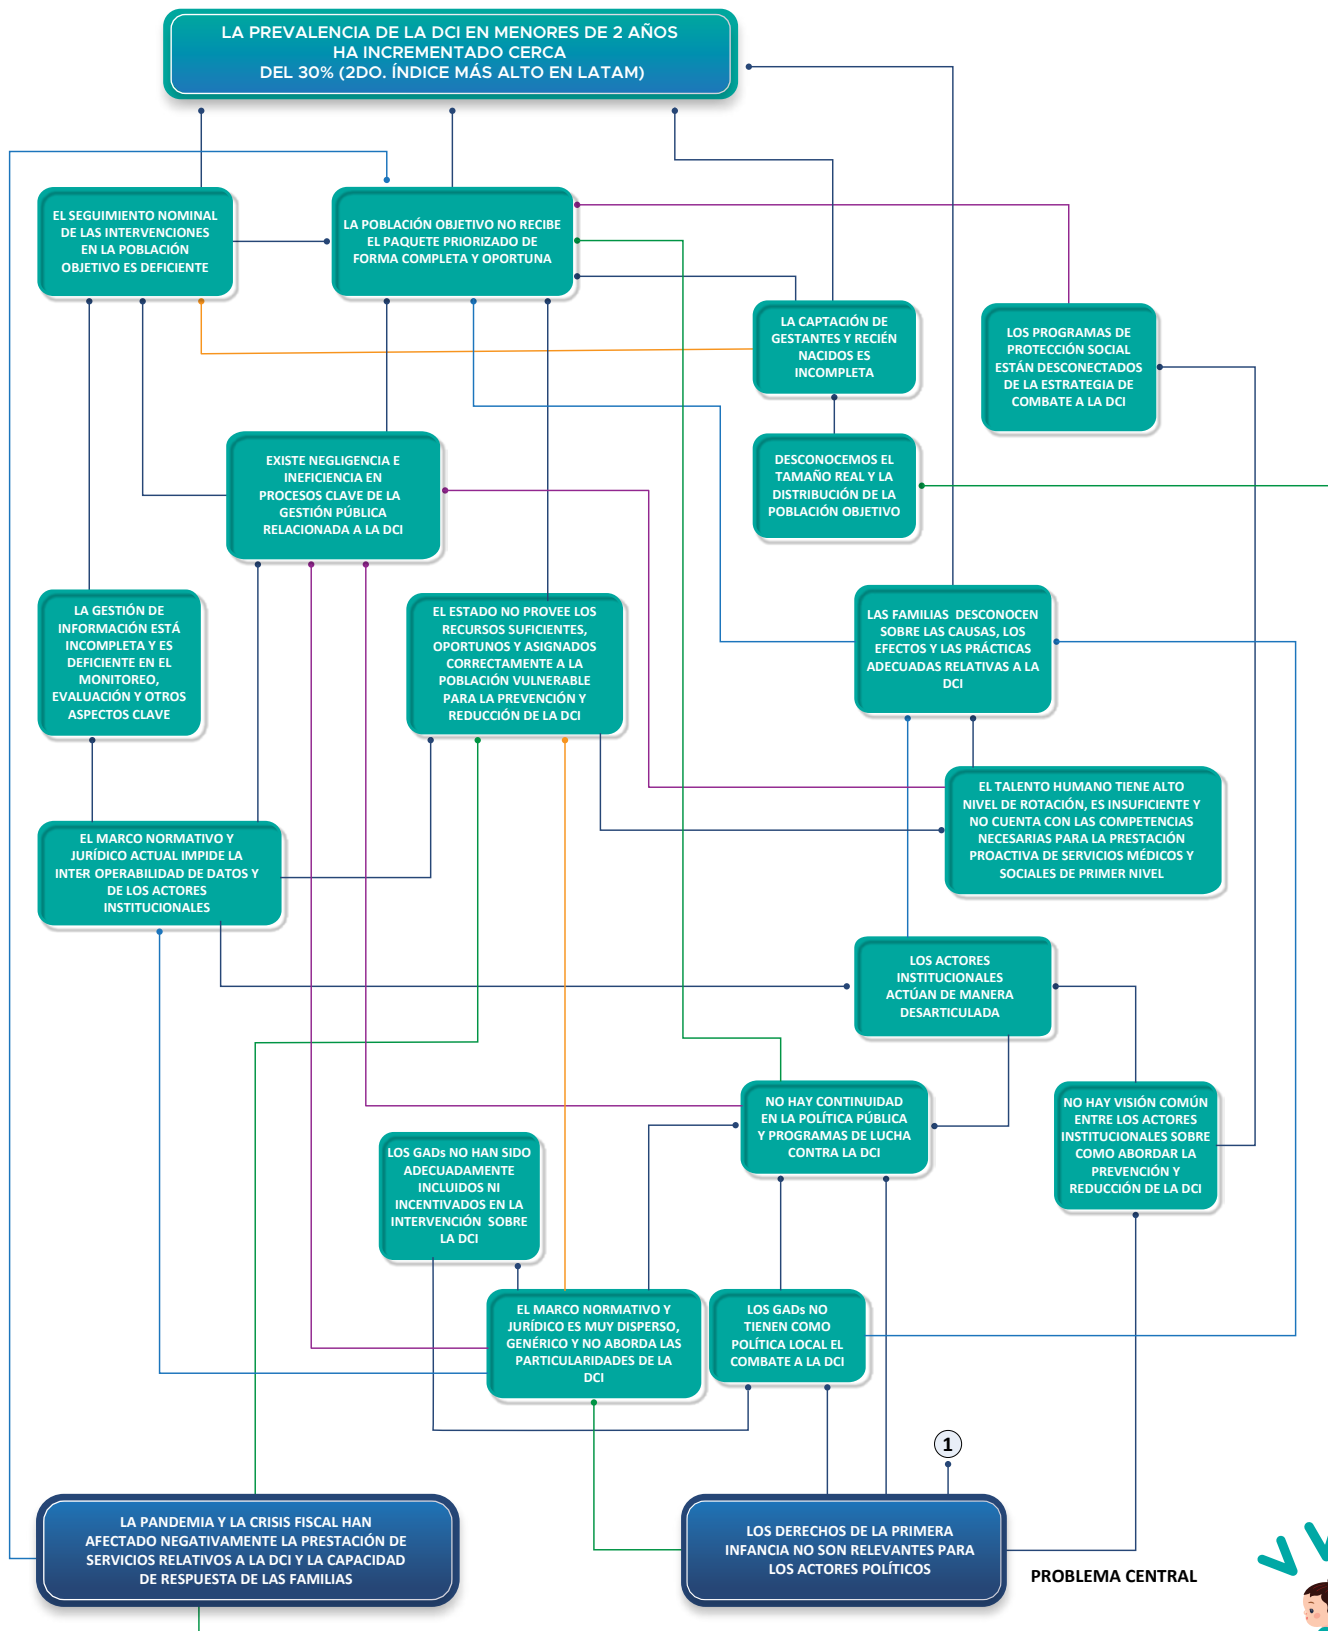 LA PREVALENCIA DE LA DCI EN MENORES DE 2 AÑOS
HA INCREMENTADO CERCA
DEL 30% (2DO. ÍNDICE MÁS ALTO EN LATAM)
EL SEGUIMIENTO NOMINAL
DE LAS INTERVENCIONES
EN LA POBLACIÓN
OBJETIVO ES DEFICIENTE
LA POBLACIÓN OBJETIVO NO RECIBE
EL PAQUETE PRIORIZADO DE
FORMA COMPLETA Y OPORTUNA
LA CAPTACIÓN DE
GESTANTES Y RECIÉN
NACIDOS ES
INCOMPLETA
LOS PROGRAMAS DE
PROTECCIÓN SOCIAL
ESTÁN DESCONECTADOS
DE LA ESTRATEGIA DE
COMBATE A LA DCI
EXISTE NEGLIGENCIA E
INEFICIENCIA EN
PROCESOS CLAVE DE LA
GESTIÓN PÚBLICA
RELACIONADA A LA DCI
DESCONOCEMOS EL
TAMAÑO REAL Y LA
DISTRIBUCIÓN DE LA
POBLACIÓN OBJETIVO
LA GESTIÓN DE
INFORMACIÓN ESTÁ
INCOMPLETA Y ES
DEFICIENTE EN EL
MONITOREO,
EVALUACIÓN Y OTROS
ASPECTOS CLAVE
EL ESTADO NO PROVEE LOS
RECURSOS SUFICIENTES,
OPORTUNOS Y ASIGNADOS
CORRECTAMENTE A LA
POBLACIÓN VULNERABLE
PARA LA PREVENCIÓN Y
REDUCCIÓN DE LA DCI
LAS FAMILIAS DESCONOCEN
SOBRE LAS CAUSAS, LOS
EFECTOS Y LAS PRÁCTICAS
ADECUADAS RELATIVAS A LA
DCI
EL TALENTO HUMANO TIENE ALTO
NIVEL DE ROTACIÓN, ES INSUFICIENTE Y
NO CUENTA CON LAS COMPETENCIAS
NECESARIAS PARA LA PRESTACIÓN
PROACTIVA DE SERVICIOS MÉDICOS Y
SOCIALES DE PRIMER NIVEL
EL MARCO NORMATIVO Y
JURÍDICO ACTUAL IMPIDE LA
INTER OPERABILIDAD DE DATOS Y
DE LOS ACTORES
INSTITUCIONALES
LOS ACTORES
INSTITUCIONALES
ACTÚAN DE MANERA
DESARTICULADA
NO HAY CONTINUIDAD
EN LA POLÍTICA PÚBLICA
Y PROGRAMAS DE LUCHA
CONTRA LA DCI
NO HAY VISIÓN COMÚN
ENTRE LOS ACTORES
INSTITUCIONALES SOBRE
COMO ABORDAR LA
PREVENCIÓN Y
REDUCCIÓN DE LA DCI
LOS GADs NO HAN SIDO
ADECUADAMENTE
INCLUIDOS NI
INCENTIVADOS EN LA
INTERVENCIÓN SOBRE
LA DCI
EL MARCO NORMATIVO Y
JURÍDICO ES MUY DISPERSO,
GENÉRICO Y NO ABORDA LAS
PARTICULARIDADES DE LA
DCI
LOS GADs NO
TIENEN COMO
POLÍTICA LOCAL EL
COMBATE A LA DCI
1
LA PANDEMIA Y LA CRISIS FISCAL HAN
AFECTADO NEGATIVAMENTE LA PRESTACIÓN DE
SERVICIOS RELATIVOS A LA DCI Y LA CAPACIDAD
DE RESPUESTA DE LAS FAMILIAS
LOS DERECHOS DE LA PRIMERA
INFANCIA NO SON RELEVANTES PARA
LOS ACTORES POLÍTICOS
PROBLEMA CENTRAL